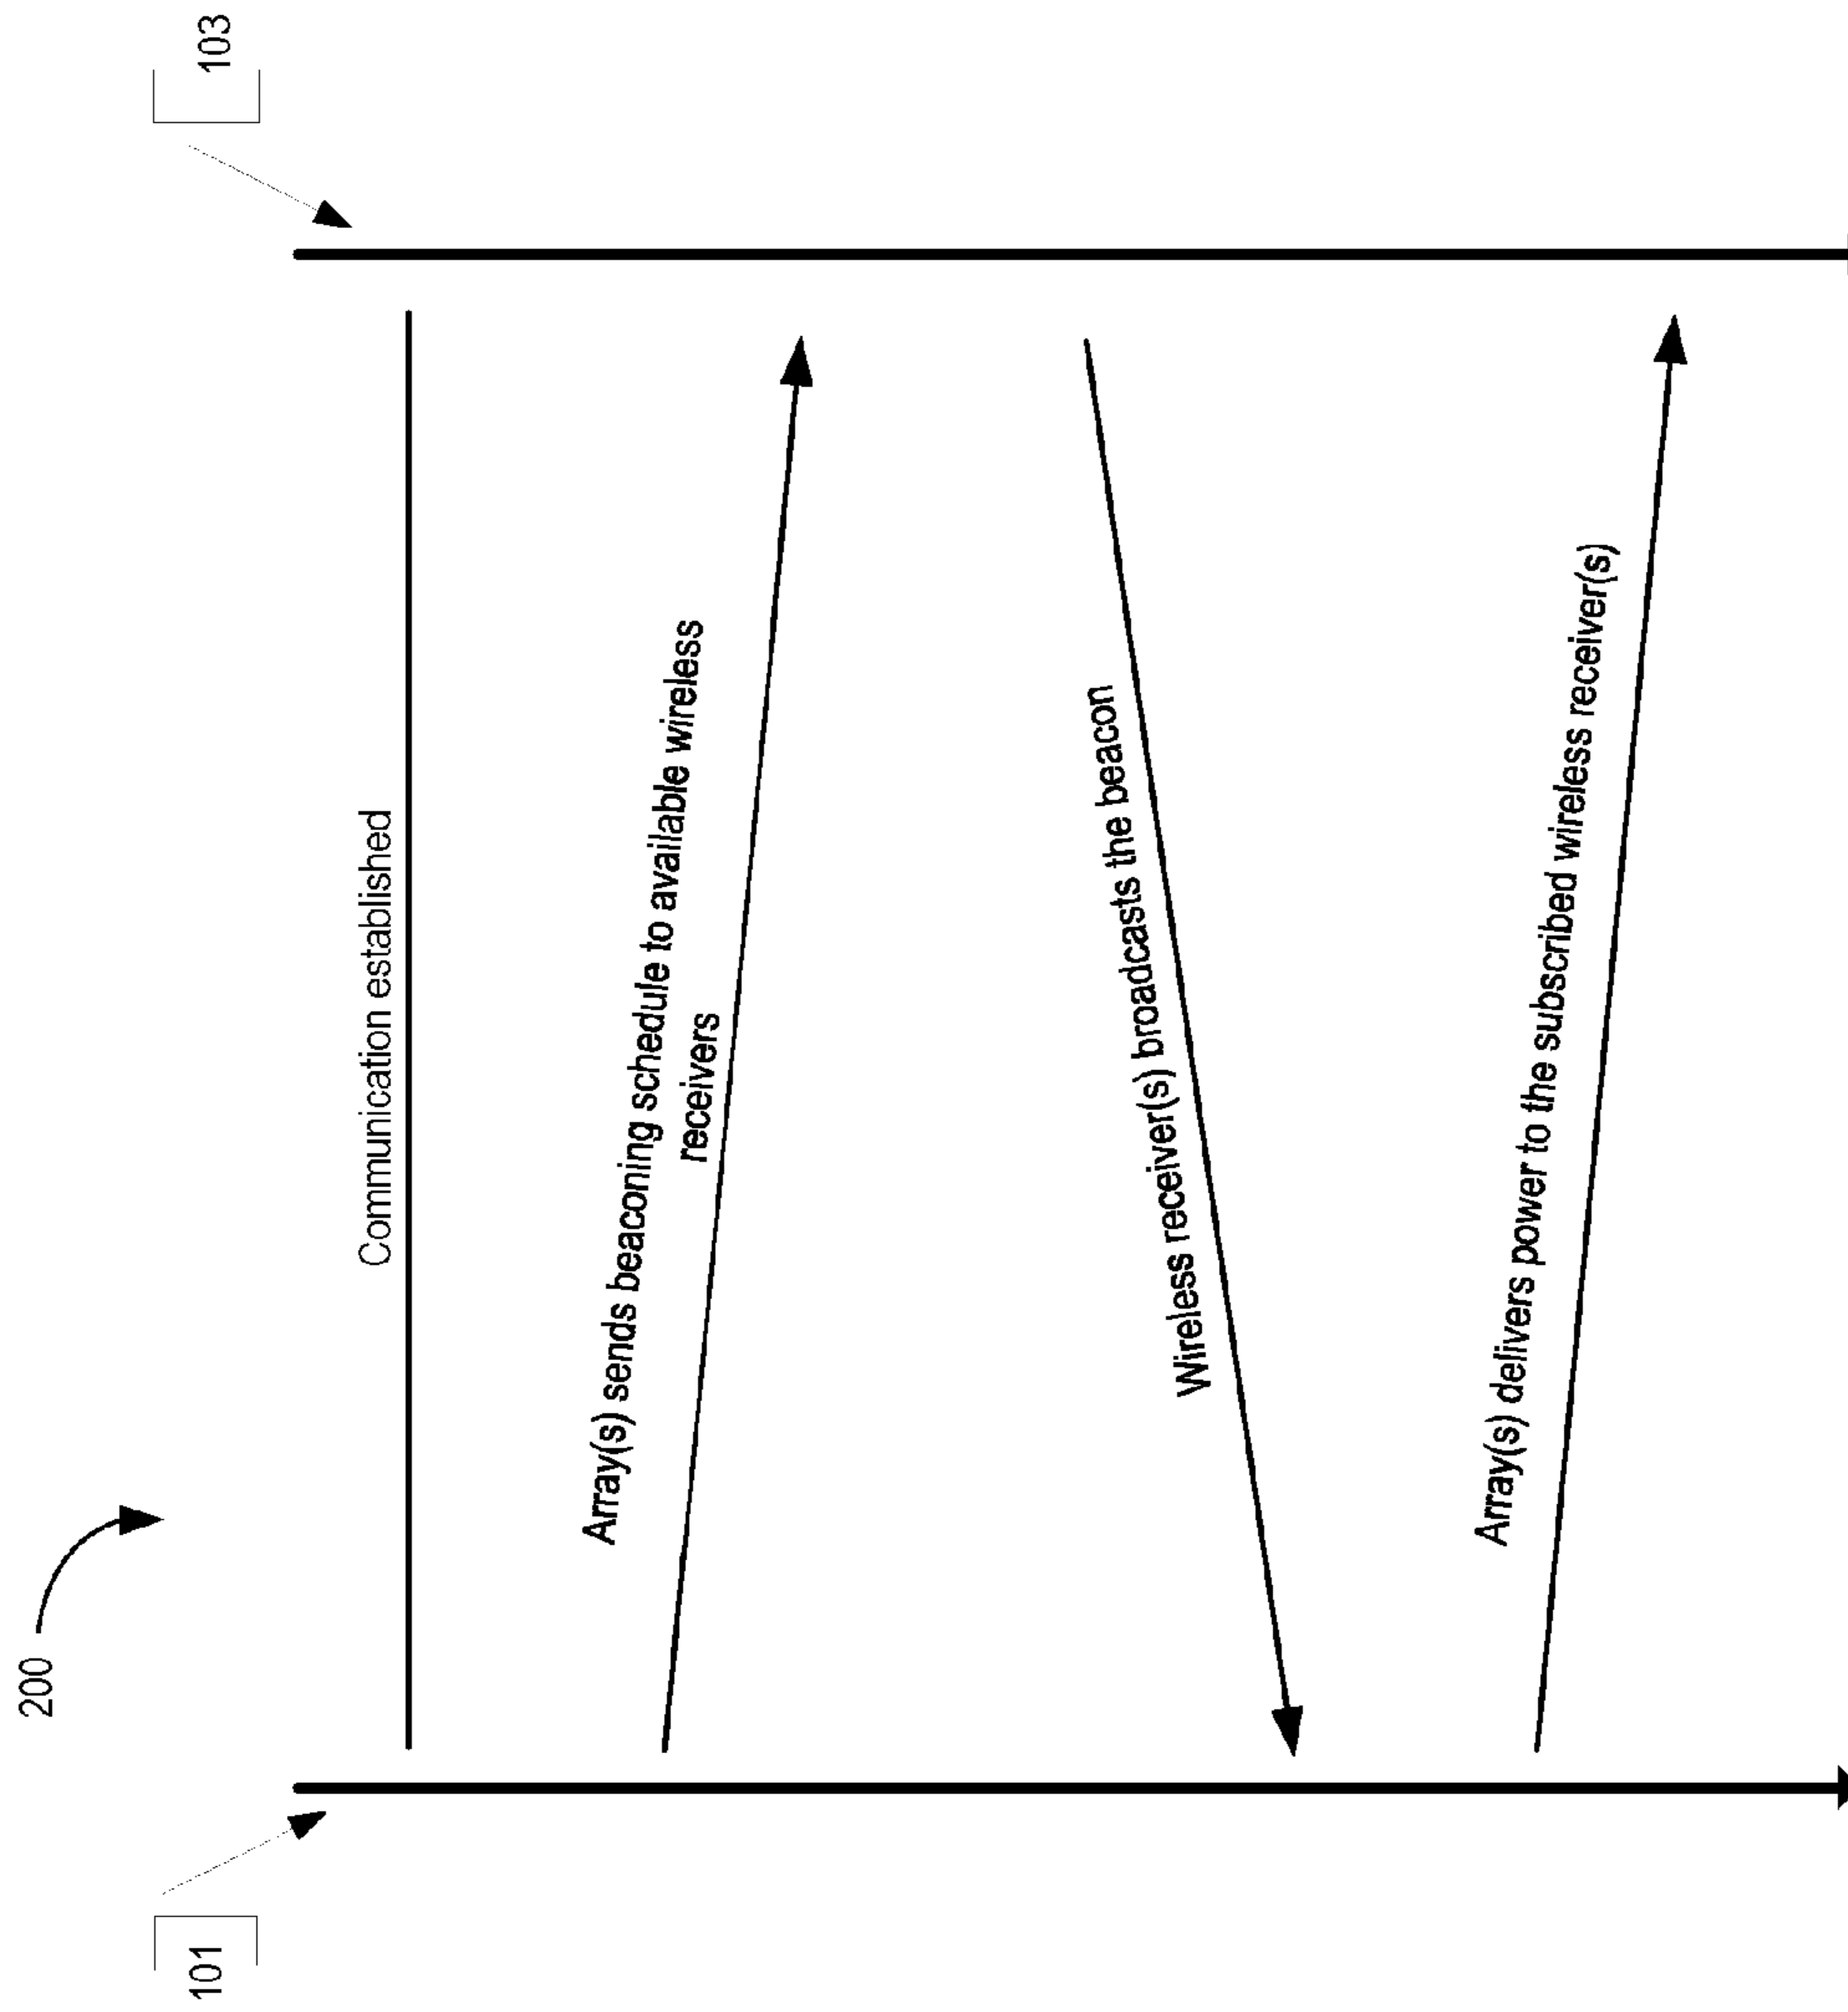 200
101
103
Communication established
Array(s) sends beaconing schedule to available wireless
receivers
Wireless receiver(s) broadcasts the beacon
Array(s) delivers power to the subscribed wireless receiver(s)